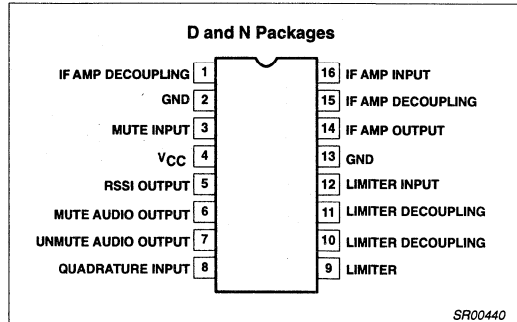 D and N Packages
IF AMP DECOUPLING 1 16 IF AMP INPUT
GND 2 15 IF AMP DECOUPLING
MUTE INPUT 3 14 IF AMP OUTPUT
VCC 4 13 GND
RSSI OUTPUT 5 12 LIMITER INPUT
MUTE AUDIO OUTPUT 6 11 LIMITER DECOUPLING
UNMUTE AUDIO OUTPUT 7 10 LIMITER DECOUPLING
QUADRATURE INPUT 8 9 LIMITER
SR00440